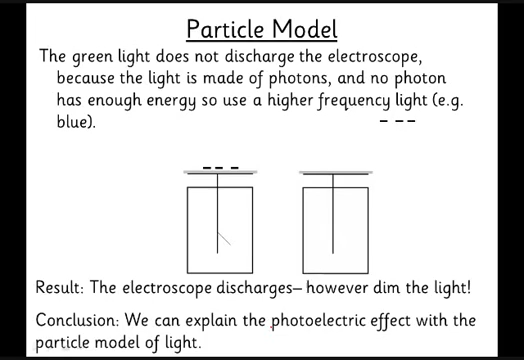 Particle Model
The green light does not discharge the electroscope,
because the light is made of photons, and no photon
has enough energy so use a higher frequency light (e.g.
blue).
Result: The electroscope discharges– however dim the light!
Conclusion: We can explain the photoelectric effect with the
particle model of light.